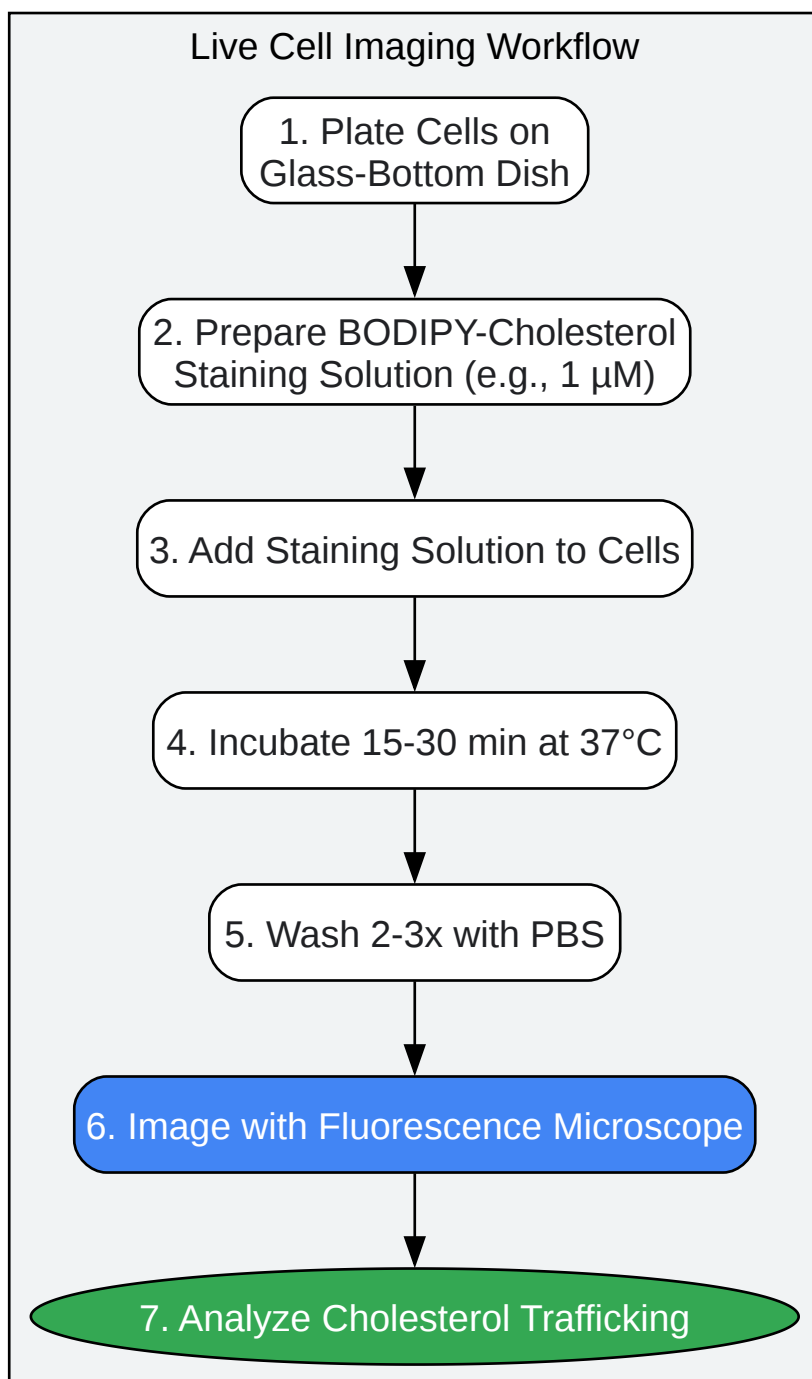 Live Cell Imaging Workflow
1. Plate Cells on
Glass-Bottom Dish
2. Prepare BODIPY-Cholesterol
Staining Solution (e.g., 1 µM)
3. Add Staining Solution to Cells
4. Incubate 15-30 min at 37°C
5. Wash 2-3x with PBS
6. Image with Fluorescence Microscope
7. Analyze Cholesterol Trafficking